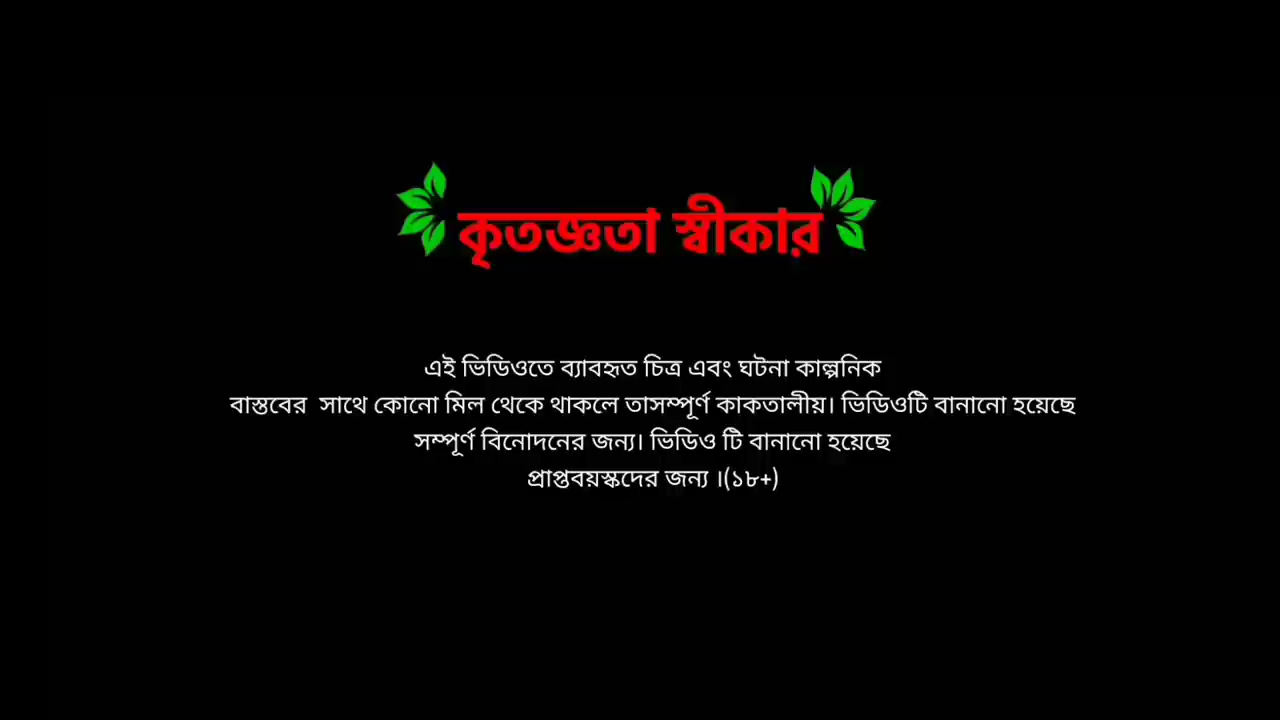 কৃতজ্ঞতা স্বীকার
এই ভিডিওতে ব্যাবহৃত চিত্র এবং ঘটনা কাল্পনিক
বাস্তবের সাথে কোনো মিল থেকে থাকলে তাসম্পূর্ণ কাকতালীয়। ভিডিওটি বানানো হয়েছে
সম্পূর্ণ বিনোদনের জন্য। ভিডিও টি বানানো হয়েছে
প্রাপ্তবয়স্কদের জন্য ।(১৮+)